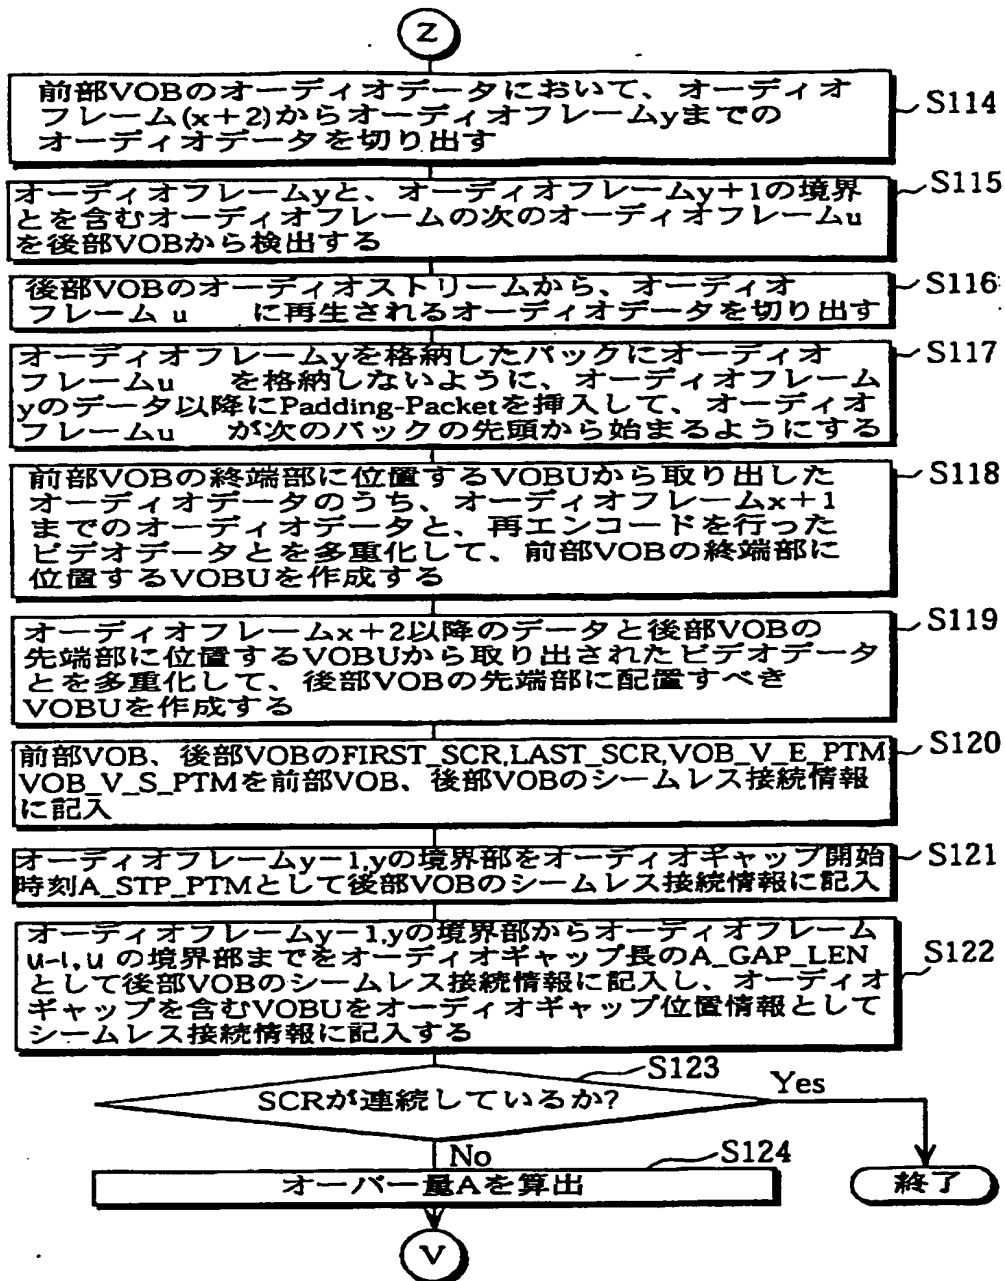 Z
前部VOBのオーディオデータにおいて、オーディオ
フレーム(x+2)からオーディオフレームyまでの
オーディオデータを切り出す
S114
オーディオフレームyと、オーディオフレームy+1の境界
とを含むオーディオフレームの次のオーディオフレームu
を後部VOBから検出する
S115
後部VOBのオーディオストリームから、オーディオ
フレームu に再生されるオーディオデータを切り出す
S116
オーディオフレームyを格納したパックにオーディオ
フレームu を格納しないように、オーディオフレーム
yのデータ以降にPadding-Packetを挿入して、オーディオ
フレームu が次のパックの先頭から始まるようにする
S117
前部VOBの終端部に位置するVOBUから取り出した
オーディオデータのうち、オーディオフレームx+1
までのオーディオデータと、再エンコードを行った
ビデオデータとを多重化して、前部VOBの終端部に
位置するVOBUを作成する
S118
オーディオフレームx+2以降のデータと後部VOBの
先端部に位置するVOBUから取り出されたビデオデータ
とを多重化して、後部VOBの先端部に配置すべき
VOBUを作成する
S119
前部VOB、後部VOBのFIRST_SCR,LAST_SCR,VOB_V_E_PTM
VOB_V_S_PTMを前部VOB、後部VOBのシームレス接続情報
に記入
S120
オーディオフレームy-1,yの境界部をオーディオギャップ開始
時刻A_STP_PTMとして後部VOBのシームレス接続情報に記入
S121
オーディオフレームy-1,yの境界部からオーディオフレーム
u-1,uの境界部までをオーディオギャップ長のA_GAP_LEN
として後部VOBのシームレス接続情報に記入し、オーディオ
ギャップを含むVOBUをオーディオギャップ位置情報として
シームレス接続情報に記入する
S122
S123
SCRが連続しているか?
Yes
No
S124
オーバー量Aを算出
終了
V